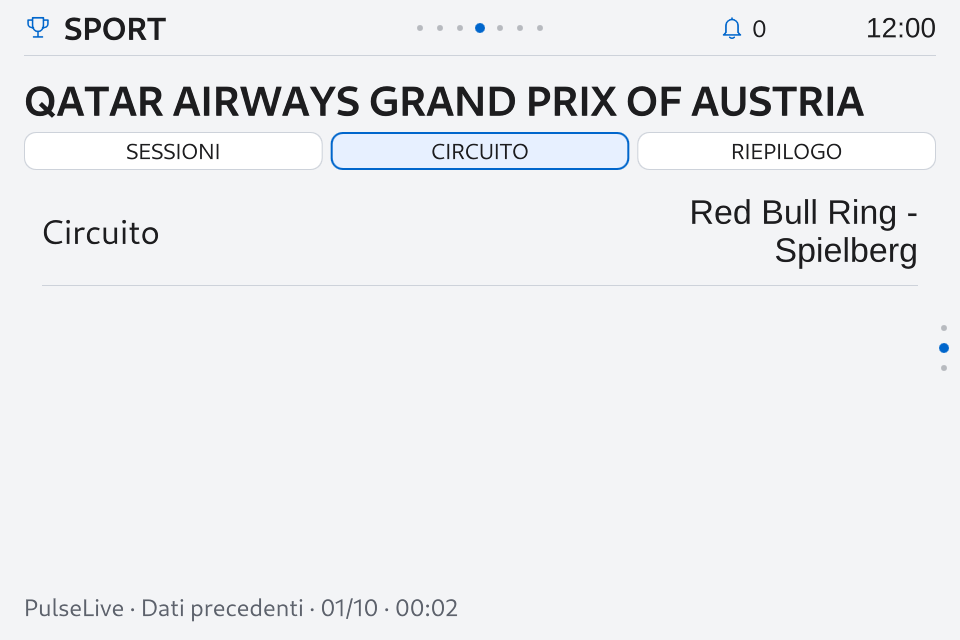 SPORT
0
12:00
QATAR AIRWAYS GRAND PRIX OF AUSTRIA
SESSIONI
CIRCUITO
RIEPILOGO
Circuito
Red Bull Ring -
Spielberg
PulseLive · Dati precedenti · 01/10 · 00:02